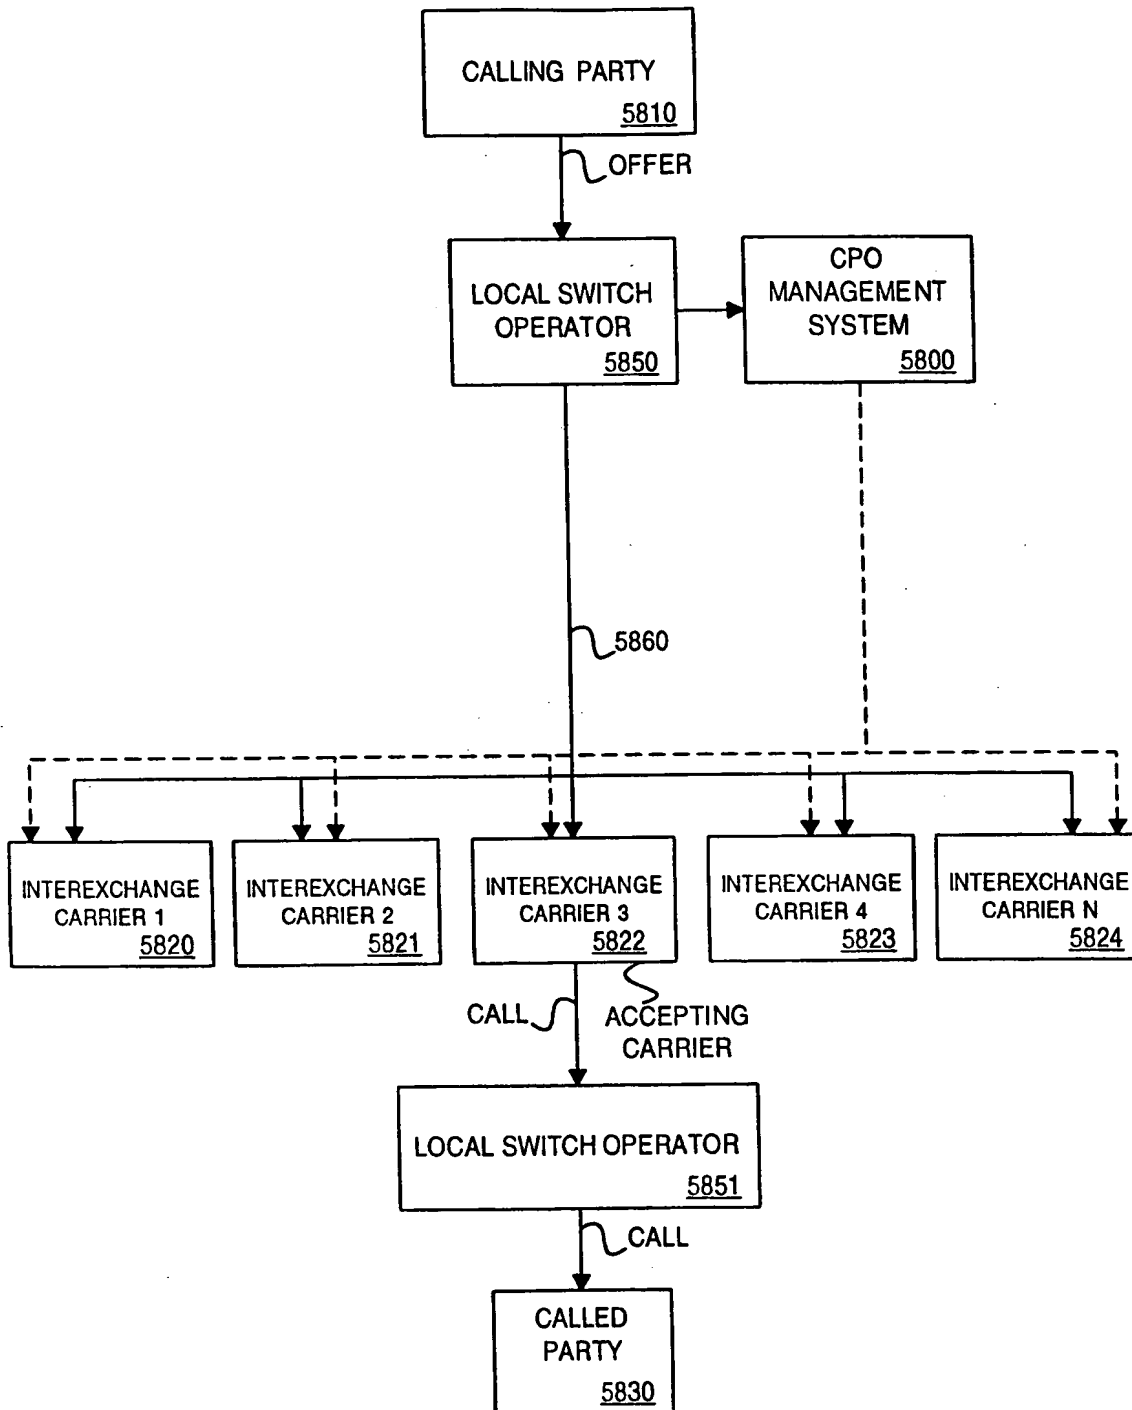 CALLING PARTY
5810
OFFER
LOCAL SWITCH
OPERATOR
5850
CPO
MANAGEMENT
SYSTEM
5800
5860
INTEREXCHANGE
CARRIER 1
5820
INTEREXCHANGE
CARRIER 2
5821
INTEREXCHANGE
CARRIER 3
5822
INTEREXCHANGE
CARRIER 4
5823
INTEREXCHANGE
CARRIER N
5824
CALL
ACCEPTING
CARRIER
LOCAL SWITCH OPERATOR
5851
CALL
CALLED
PARTY
5830